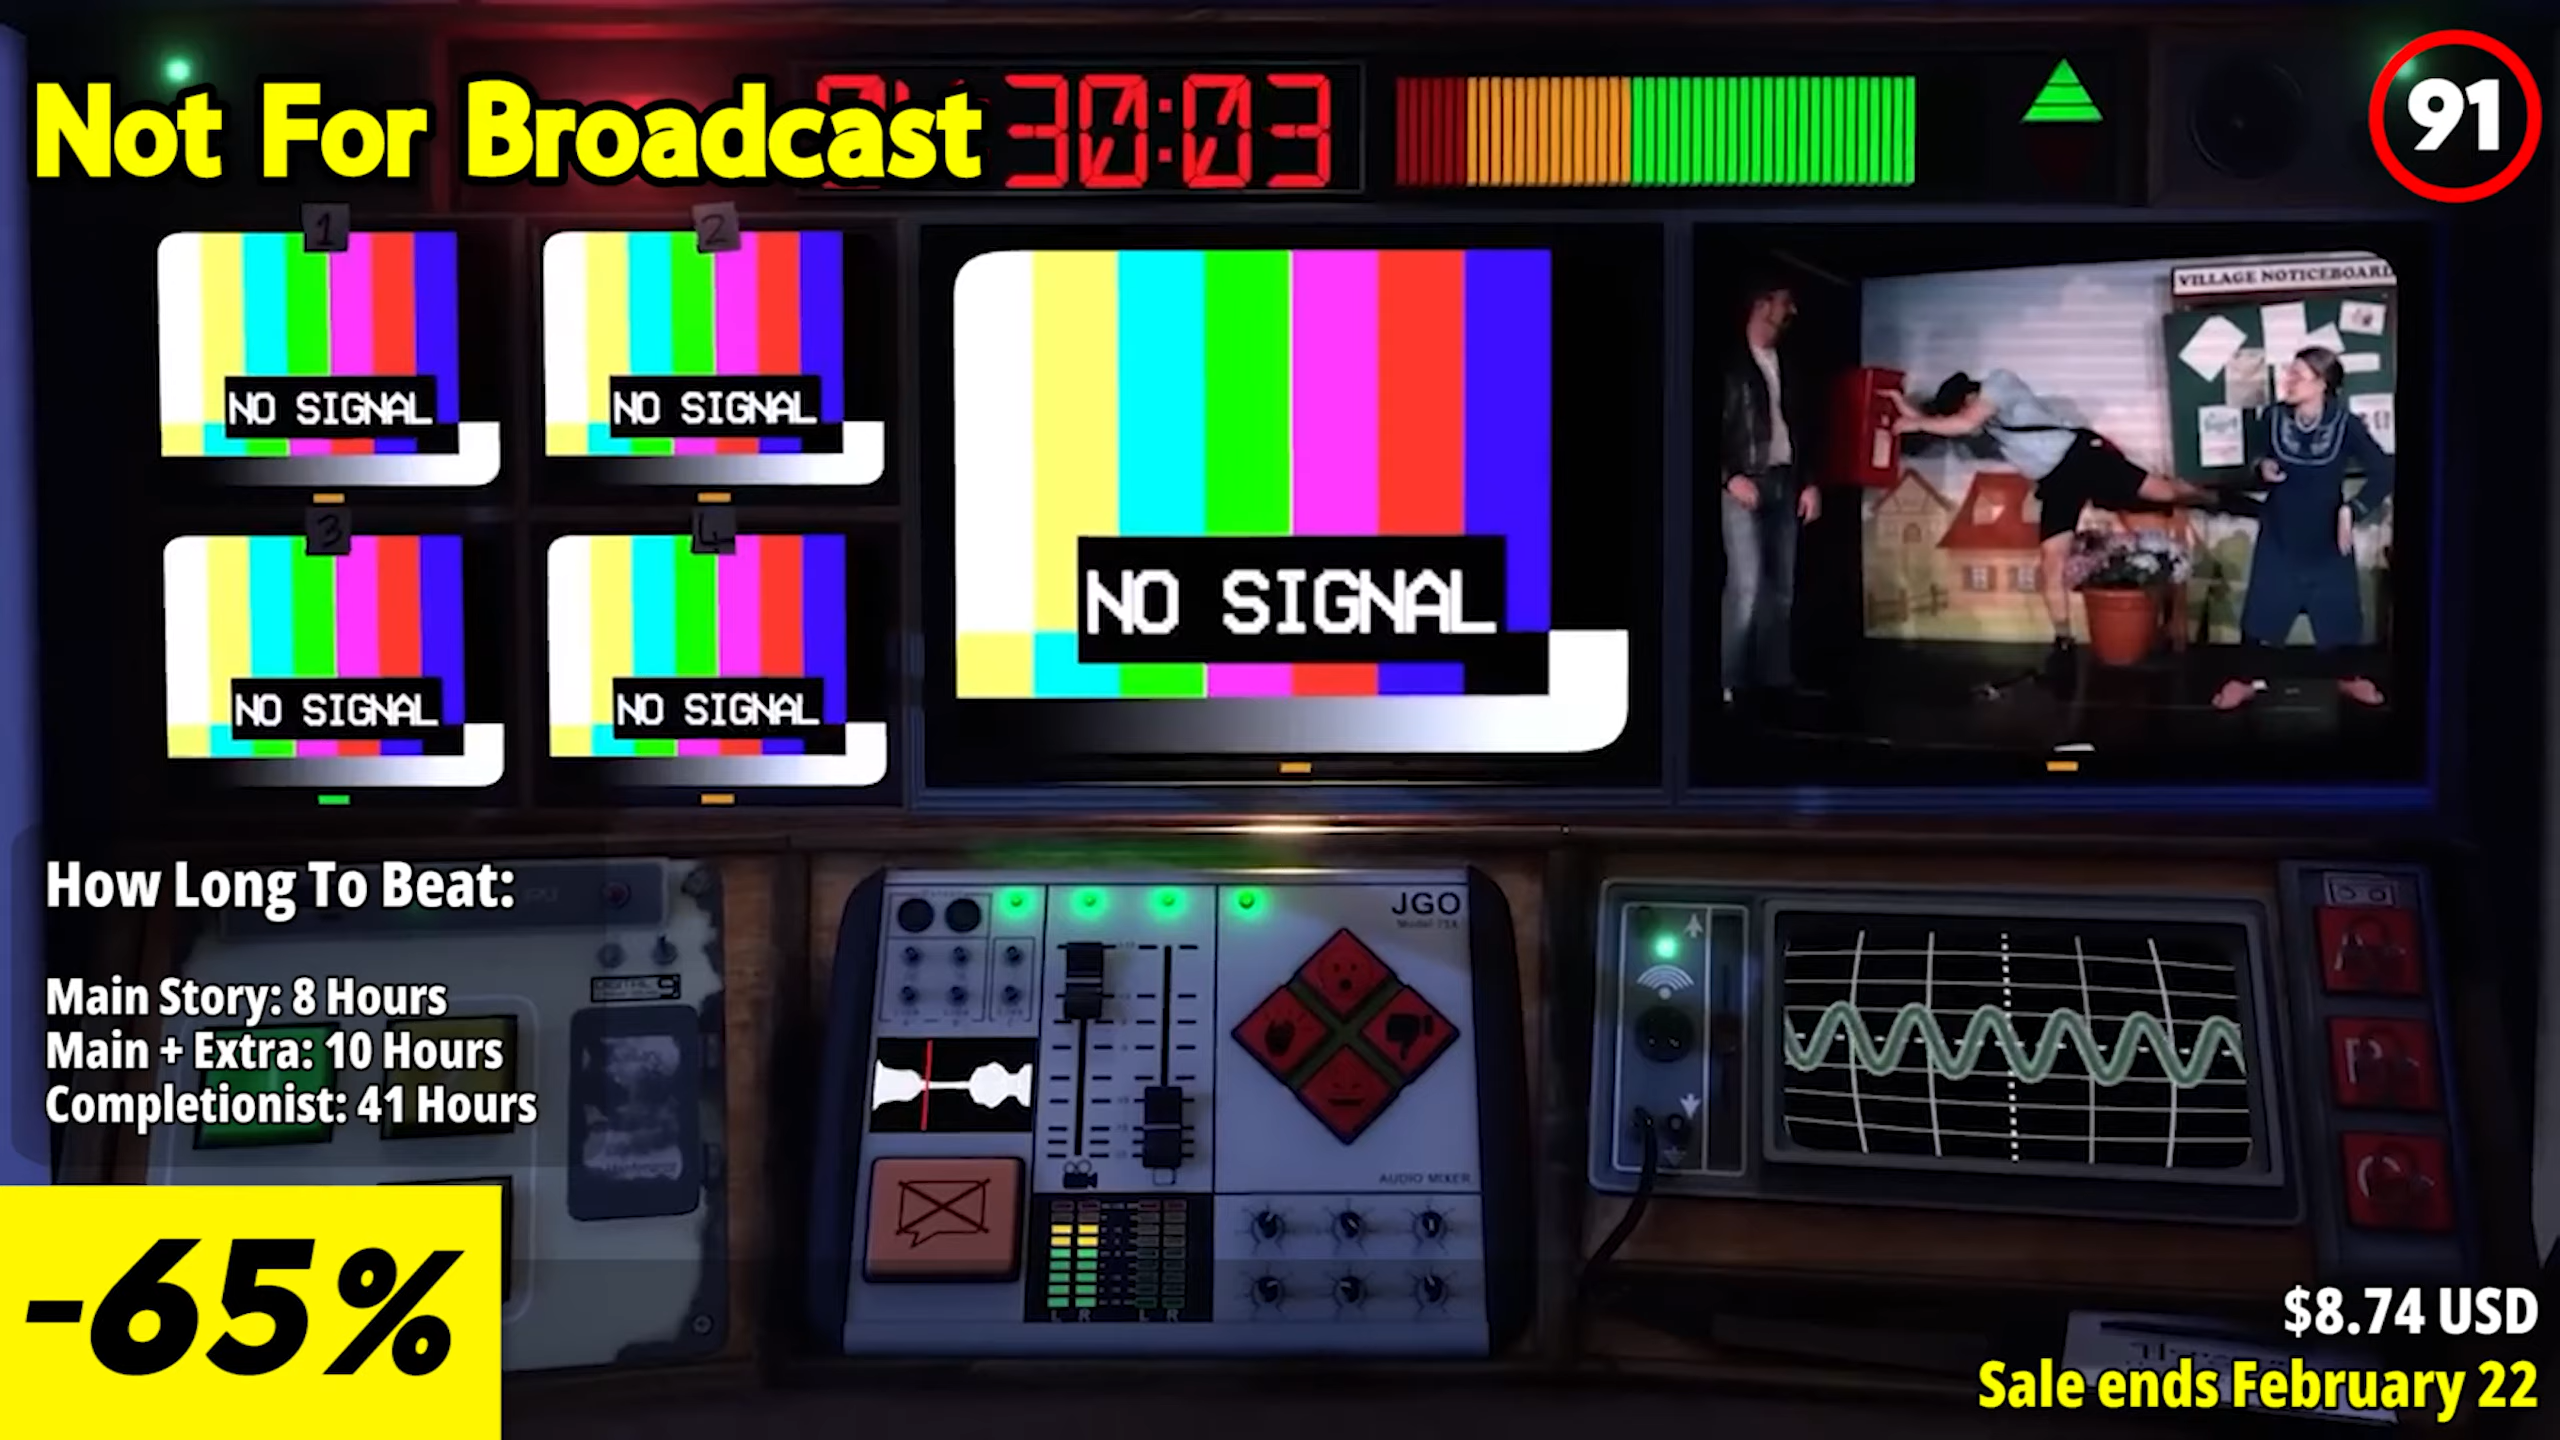 Not For Broadcast
30:03
91
1
2
VILLAGE NOTICEBOARD
NO SIGNAL
NO SIGNAL
NO SIGNAL
3
4
NO SIGNAL
NO SIGNAL
How Long To Beat:
Main Story: 8 Hours
Main + Extra: 10 Hours
Completionist: 41 Hours
JGO
AUDIO MIXER
A
B
C
L R
L R
-65%
$8.74 USD
Sale ends February 22